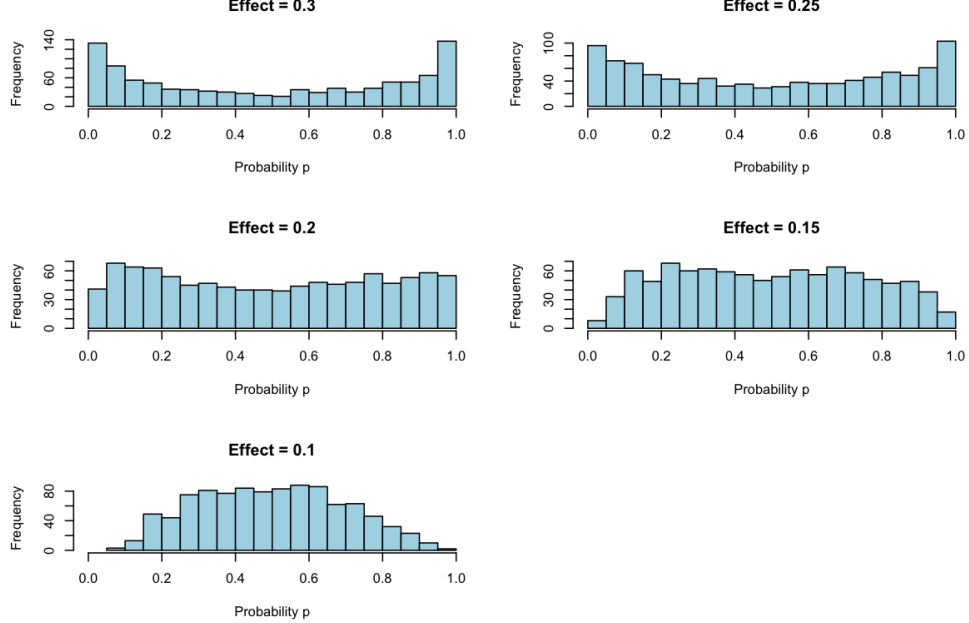 Effect = 0.3
Frequency
0 60 140
0.0 0.2 0.4 0.6 0.8 1.0
Probability p
Effect = 0.25
Frequency
0 40 100
0.0 0.2 0.4 0.6 0.8 1.0
Probability p
Effect = 0.2
Frequency
0 30 60
0.0 0.2 0.4 0.6 0.8 1.0
Probability p
Effect = 0.15
Frequency
0 30 60
0.0 0.2 0.4 0.6 0.8 1.0
Probability p
Effect = 0.1
Frequency
0 40 80
0.0 0.2 0.4 0.6 0.8 1.0
Probability p